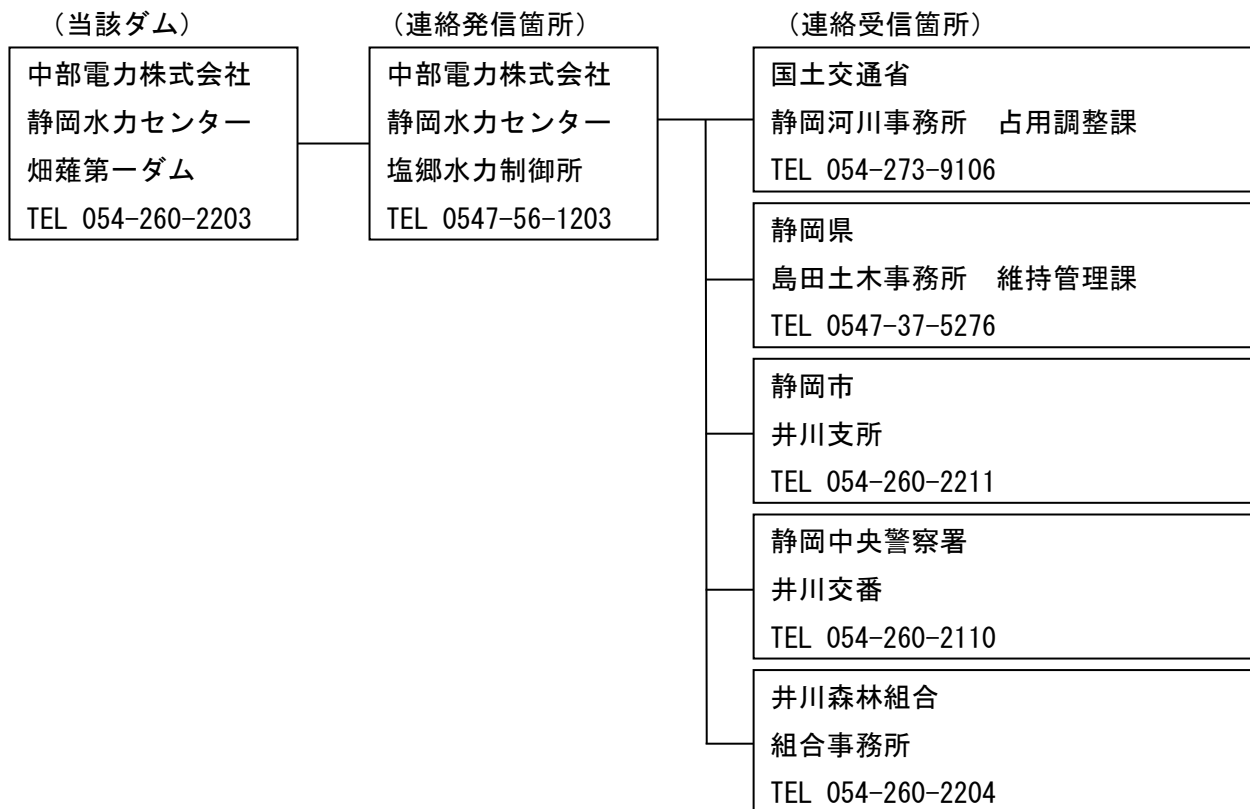 （当該ダム）
中部電力株式会社
静岡水力センター
畑薙第一ダム
TEL 054-260-2203
（連絡発信箇所）
中部電力株式会社
静岡水力センター
塩郷水力制御所
TEL 0547-56-1203
（連絡受信箇所）
国土交通省
静岡河川事務所　占用調整課
TEL 054-273-9106
静岡県
島田土木事務所　維持管理課
TEL 0547-37-5276
静岡市
井川支所
TEL 054-260-2211
静岡中央警察署
井川交番
TEL 054-260-2110
井川森林組合
組合事務所
TEL 054-260-2204